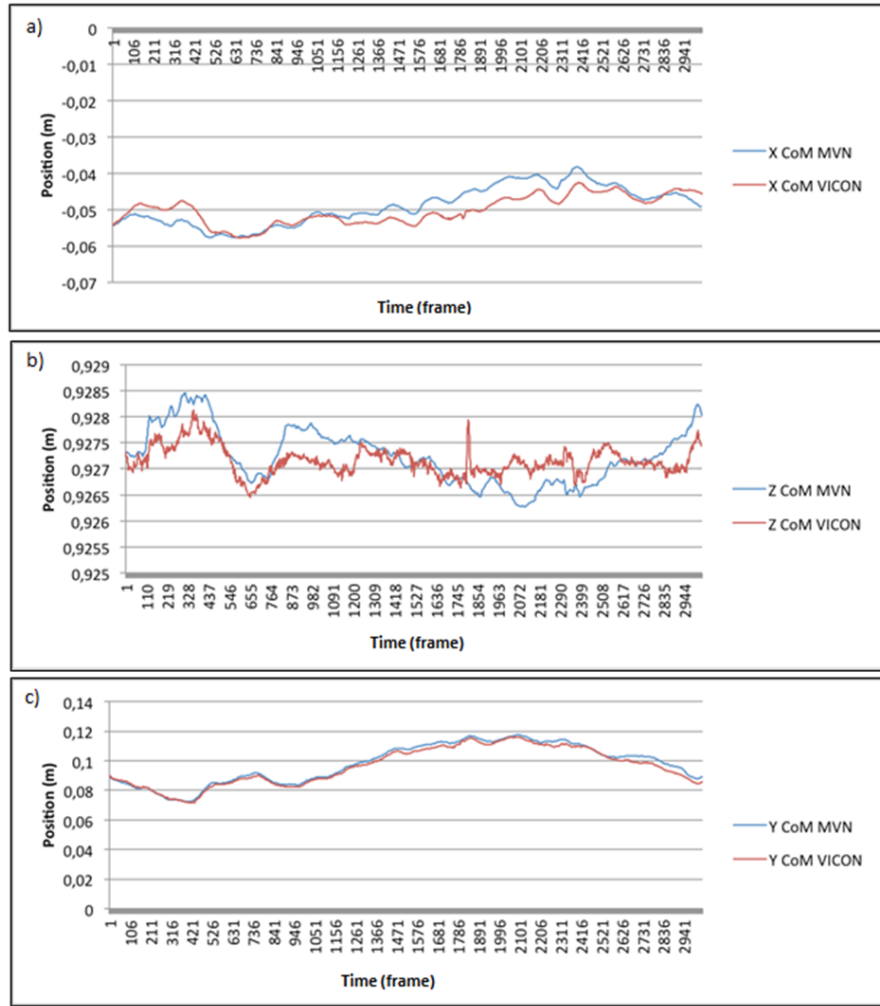 a)
0
-0,01
-0,02
-0,03
-0,04
-0,05
-0,06
-0,07
Position (m)
1 106 211 316 421 526 631 736 841 946 1051 1156 1261 1366 1471 1576 1681 1786 1891 1996 2101 2206 2311 2416 2521 2626 2731 2836 2941
Time (frame)
X CoM MVN
X CoM VICON
b)
0,929
0,9285
0,928
0,9275
0,927
0,9265
0,926
0,9255
0,925
Position (m)
1 110 219 328 437 546 655 764 873 982 1091 1200 1309 1418 1527 1636 1745 1854 1963 2072 2181 2290 2399 2508 2617 2726 2835 2944
Time (frame)
Z CoM MVN
Z CoM VICON
c)
0,14
0,12
0,1
0,08
0,06
0,04
0,02
0
Position (m)
1 106 211 316 421 526 631 736 841 946 1051 1156 1261 1366 1471 1576 1681 1786 1891 1996 2101 2206 2311 2416 2521 2626 2731 2836 2941
Time (frame)
Y CoM MVN
Y CoM VICON